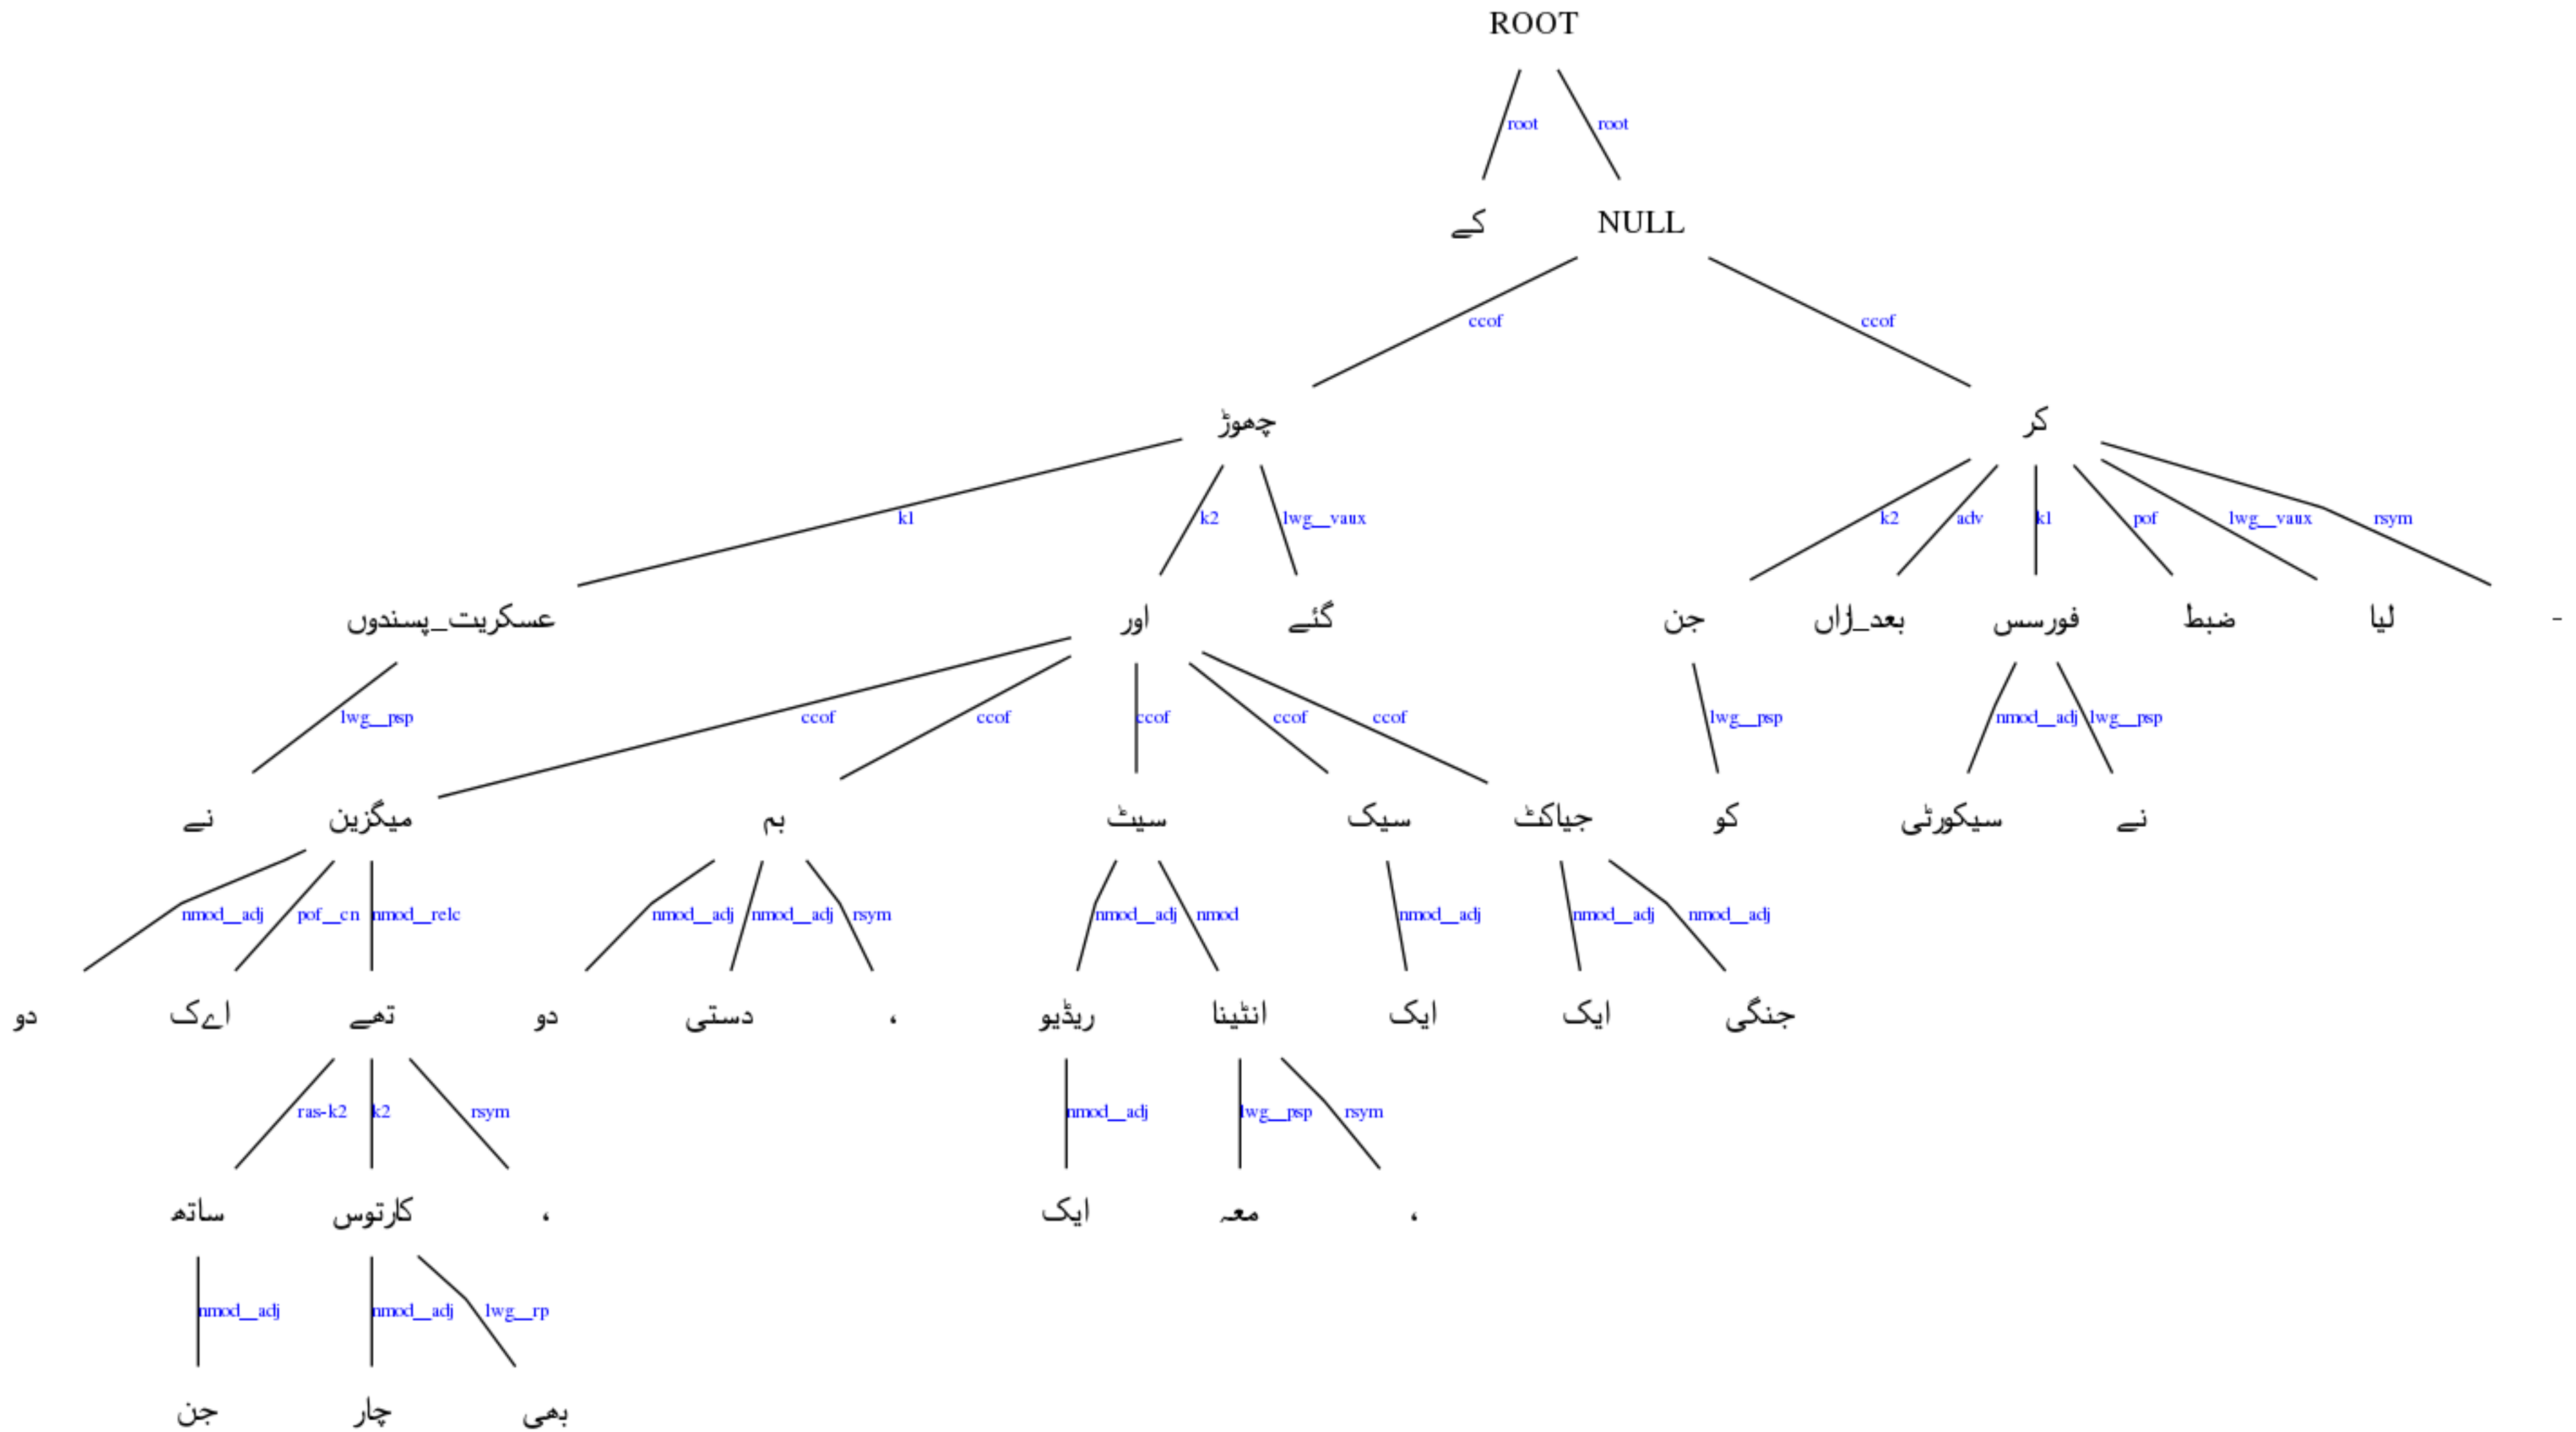 ROOT
root root
کے NULL
ccof ccof
چھوڑ کر
k1 k2 lwg__vaux k2 adv k1 pof lwg__vaux rsym
عسکریت_پسندوں اور گئے جن بعد_ازاں فورسس ضبط لیا -
lwg__psp ccof ccof ccof ccof ccof lwg__psp nmod__adj lwg__psp
نے میگزین بم سیٹ سیک جیاکٹ کو سیکورٹی نے
nmod__adj pof__cn nmod__relc nmod__adj nmod__adj rsym nmod__adj nmod nmod__adj nmod__adj nmod__adj
دو اےک تھے دو دستی ، ریڈیو انٹینا ایک ایک جنگی
ras-k2 k2 rsym nmod__adj lwg__psp rsym
ساتھ کارتوس ، ایک معہ ،
nmod__adj nmod__adj lwg__rp
جن چار بھی